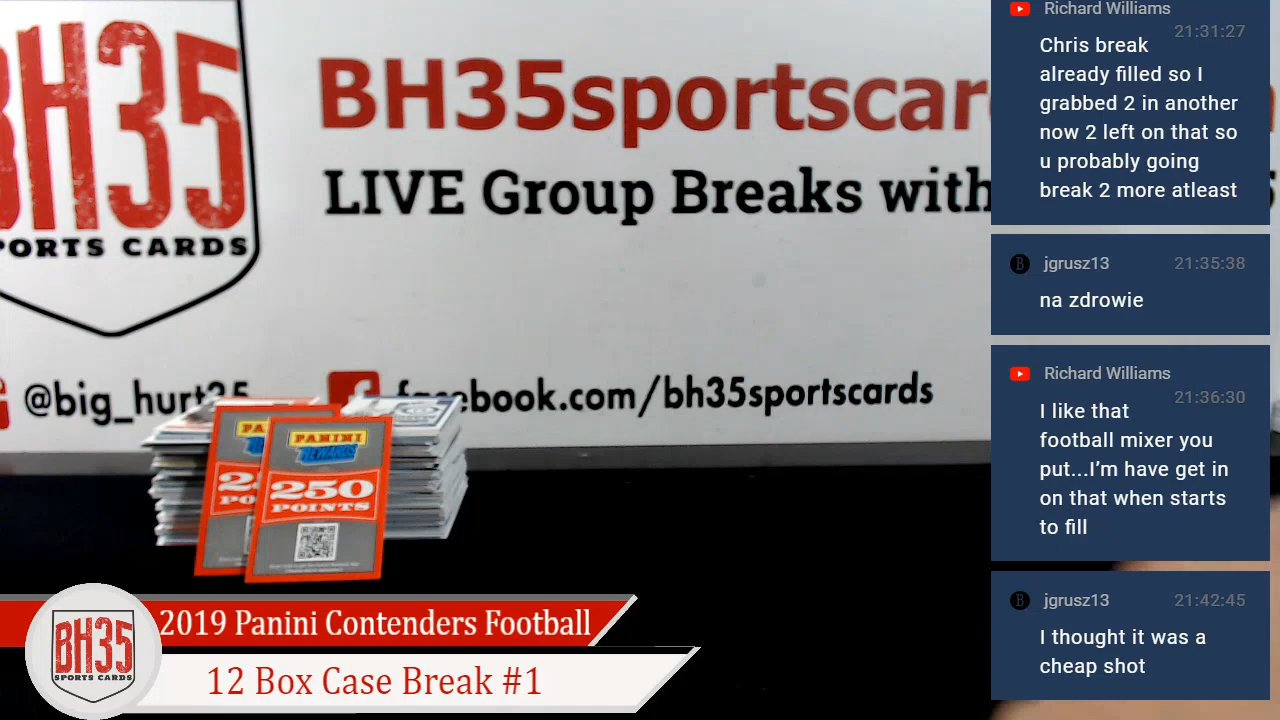 BH35
PORTS CARDS
BH35sportscar
LIVE Group Breaks with
@big_hurt35
facebook.com/bh35sportscards
PANINI
REWARDS
250
POINTS
PA
2
PO
2019 Panini Contenders Football
12 Box Case Break #1
BH35
SPORTS CARDS
Richard Williams
21:31:27
Chris break
already filled so I
grabbed 2 in another
now 2 left on that so
u probably going
break 2 more atleast
jgrusz13
21:35:38
na zdrowie
Richard Williams
21:36:30
I like that
football mixer you
put...I'm have get in
on that when starts
to fill
jgrusz13
21:42:45
I thought it was a
cheap shot